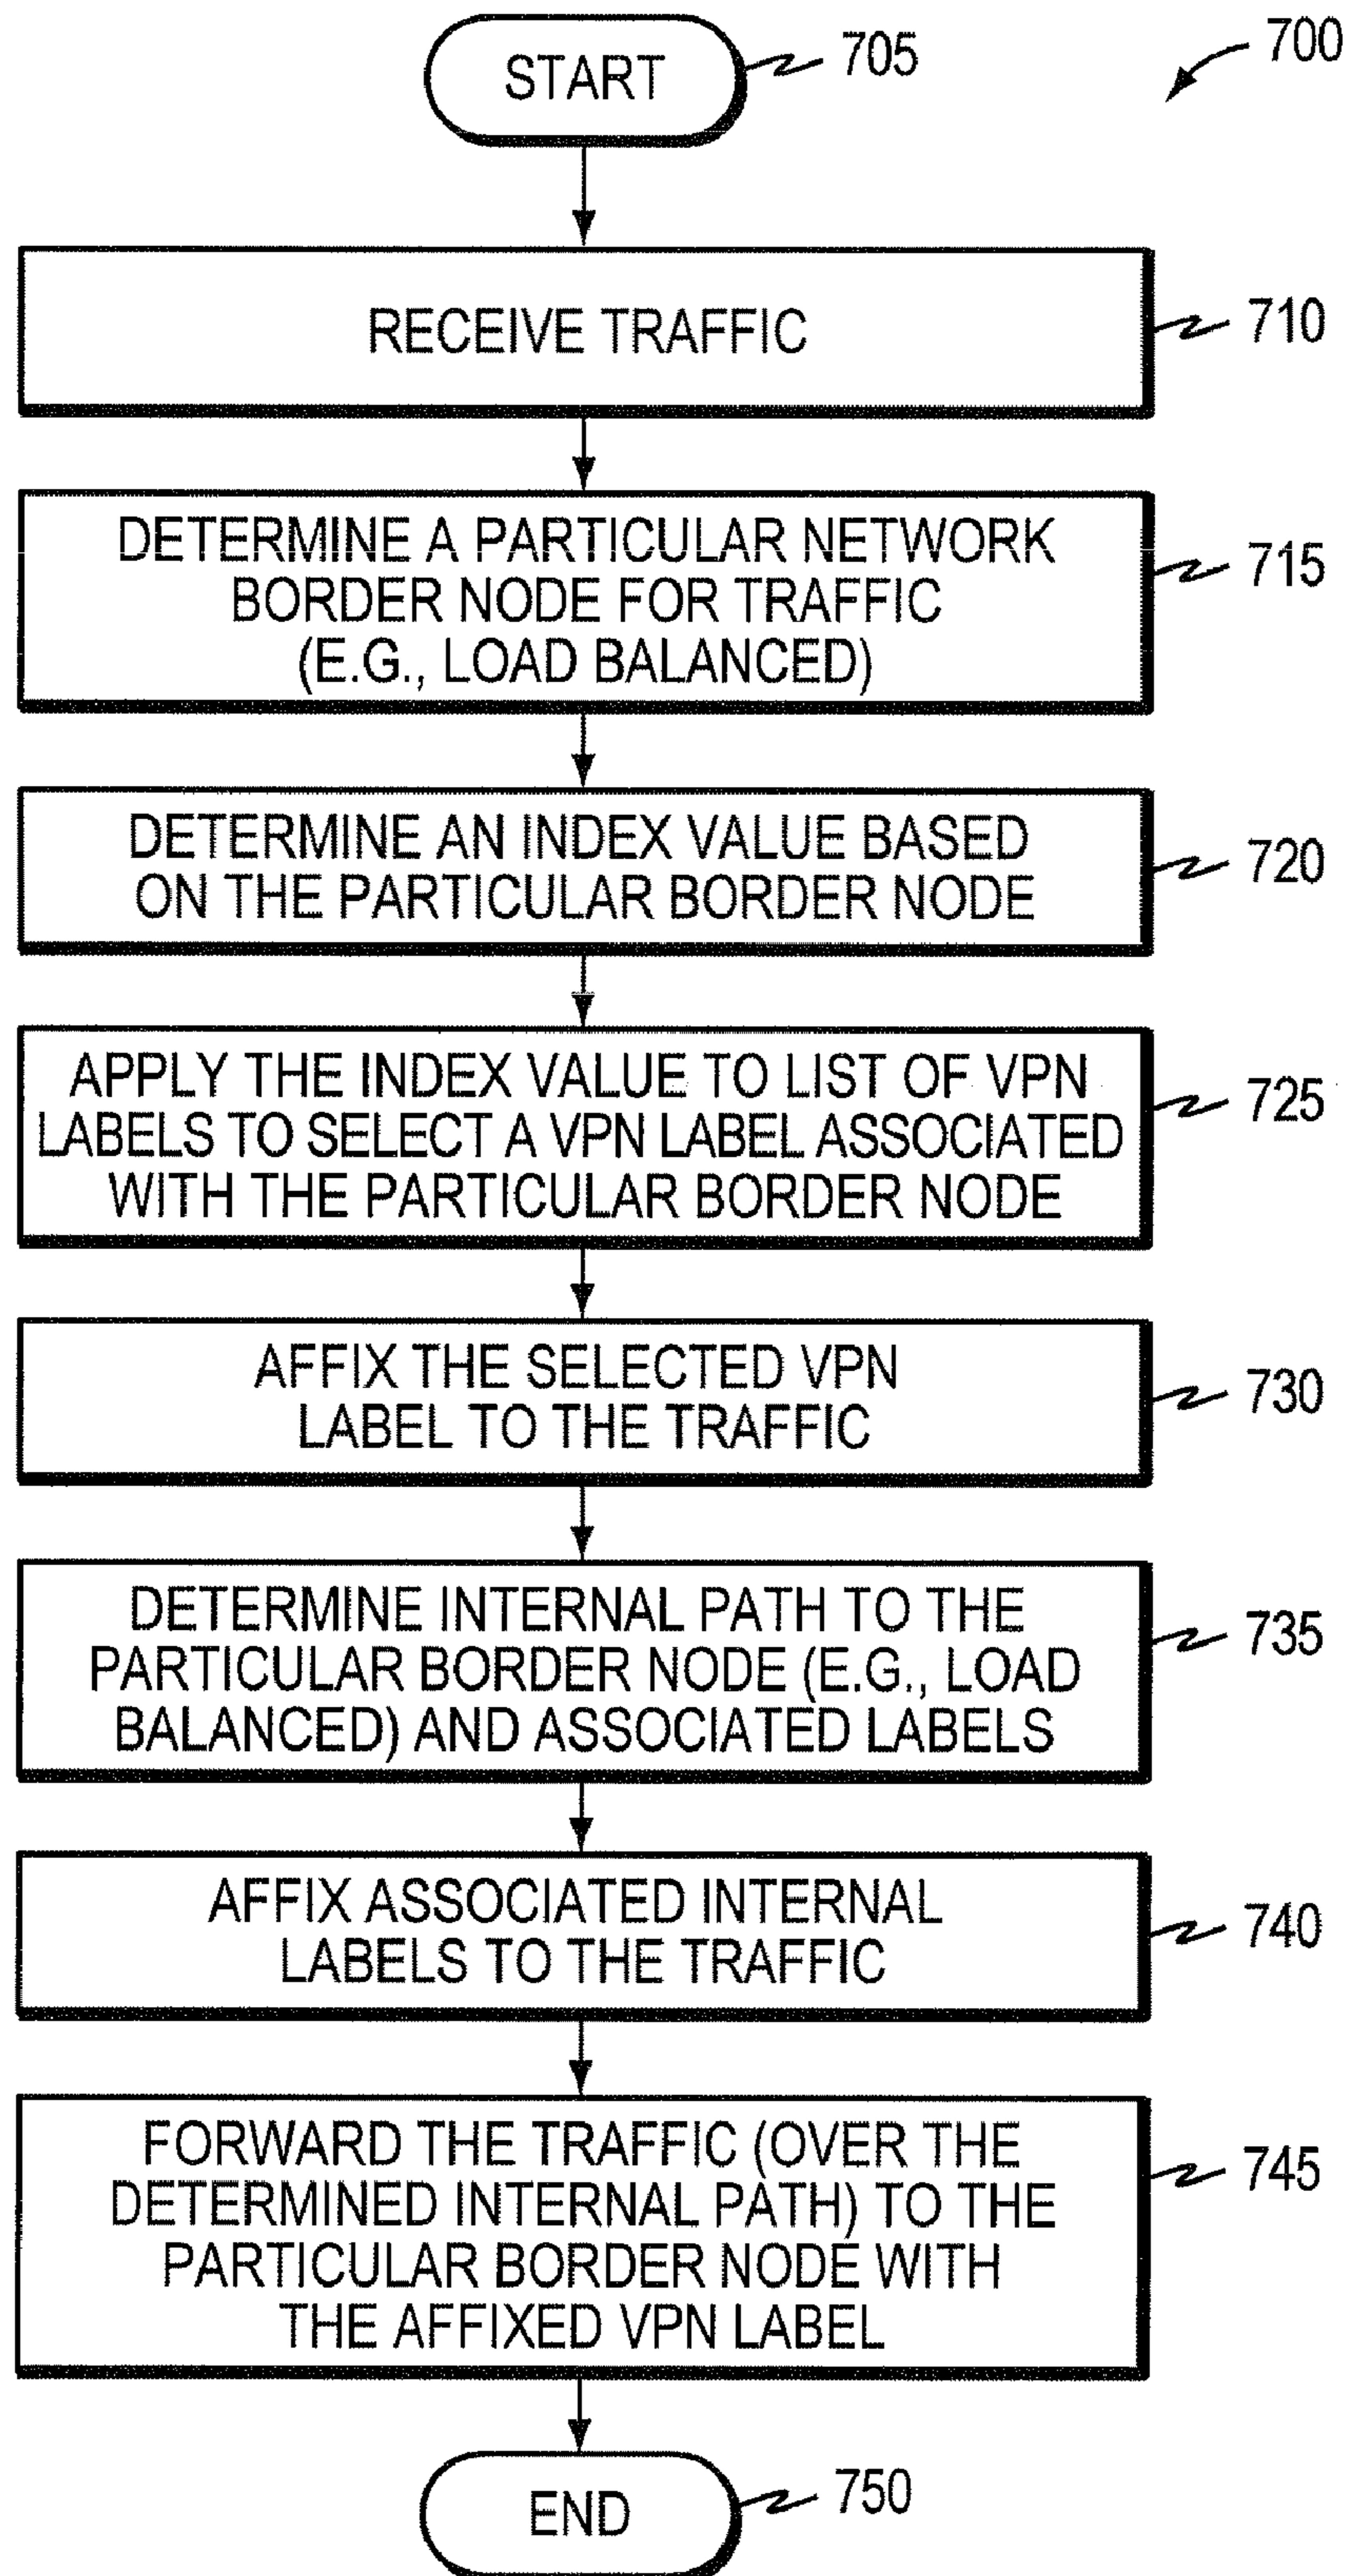 700
START
705
RECEIVE TRAFFIC
710
DETERMINE A PARTICULAR NETWORK
BORDER NODE FOR TRAFFIC
(E.G., LOAD BALANCED)
715
DETERMINE AN INDEX VALUE BASED
ON THE PARTICULAR BORDER NODE
720
APPLY THE INDEX VALUE TO LIST OF VPN
LABELS TO SELECT A VPN LABEL ASSOCIATED
WITH THE PARTICULAR BORDER NODE
725
AFFIX THE SELECTED VPN
LABEL TO THE TRAFFIC
730
DETERMINE INTERNAL PATH TO THE
PARTICULAR BORDER NODE (E.G., LOAD
BALANCED) AND ASSOCIATED LABELS
735
AFFIX ASSOCIATED INTERNAL
LABELS TO THE TRAFFIC
740
FORWARD THE TRAFFIC (OVER THE
DETERMINED INTERNAL PATH) TO THE
PARTICULAR BORDER NODE WITH
THE AFFIXED VPN LABEL
745
END
750